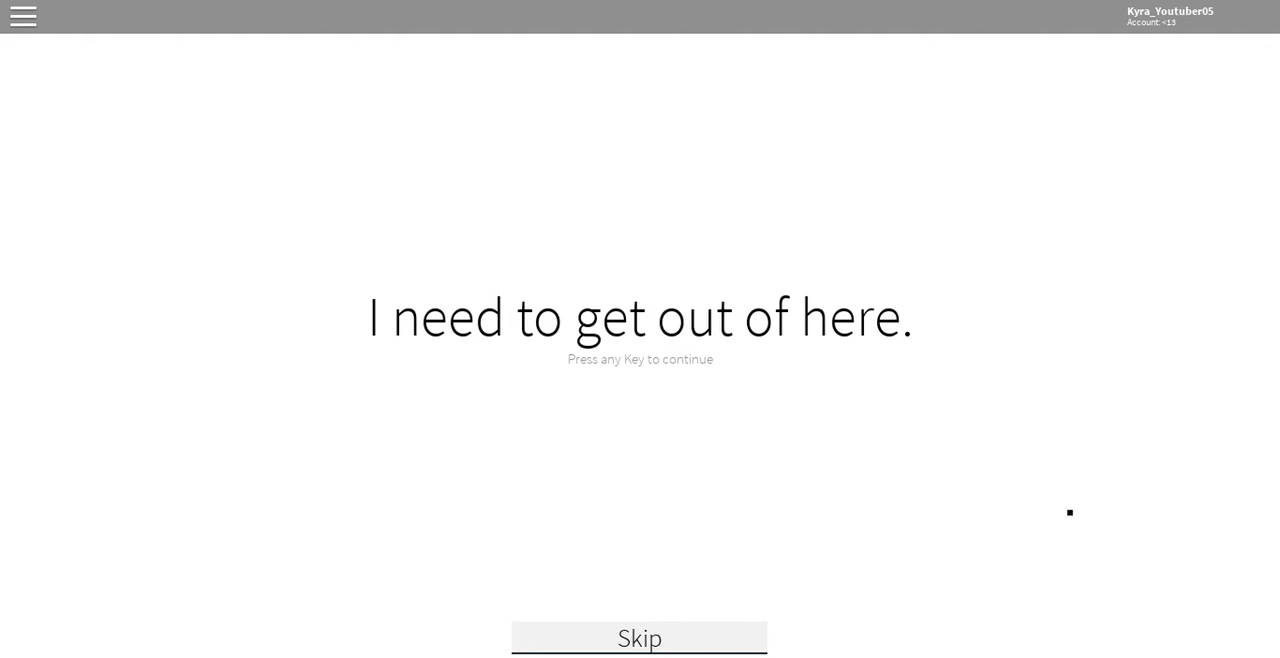 Kyra_Youtuber05
Account: <13
I need to get out of here.
Press any Key to continue
Skip